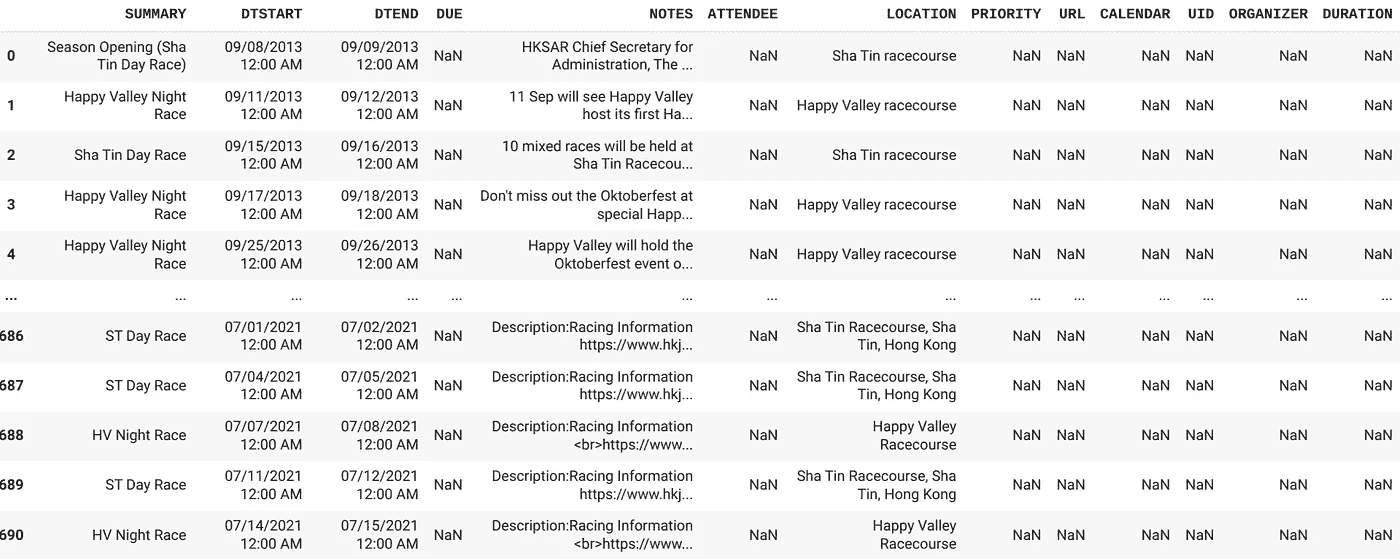 SUMMARY DTSTART DTEND DUE NOTES ATTENDEE LOCATION PRIORITY URL CALENDAR UID ORGANIZER DURATION
0 Season Opening (Sha Tin Day Race) 09/08/2013 12:00 AM 09/09/2013 12:00 AM NaN HKSAR Chief Secretary for Administration, The ... NaN Sha Tin racecourse NaN NaN NaN NaN NaN NaN
1 Happy Valley Night Race 09/11/2013 12:00 AM 09/12/2013 12:00 AM NaN 11 Sep will see Happy Valley host its first Ha... NaN Happy Valley racecourse NaN NaN NaN NaN NaN NaN
2 Sha Tin Day Race 09/15/2013 12:00 AM 09/16/2013 12:00 AM NaN 10 mixed races will be held at Sha Tin Racecou... NaN Sha Tin racecourse NaN NaN NaN NaN NaN NaN
3 Happy Valley Night Race 09/17/2013 12:00 AM 09/18/2013 12:00 AM NaN Don't miss out the Oktoberfest at special Happ... NaN Happy Valley racecourse NaN NaN NaN NaN NaN NaN
4 Happy Valley Night Race 09/25/2013 12:00 AM 09/26/2013 12:00 AM NaN Happy Valley will hold the Oktoberfest event o... NaN Happy Valley racecourse NaN NaN NaN NaN NaN NaN
... ... ... ... ... ... ... ... ... ... ... ... ... ...
686 ST Day Race 07/01/2021 12:00 AM 07/02/2021 12:00 AM NaN Description:Racing Information https://www.hkj... NaN Sha Tin Racecourse, Sha Tin, Hong Kong NaN NaN NaN NaN NaN NaN
687 ST Day Race 07/04/2021 12:00 AM 07/05/2021 12:00 AM NaN Description:Racing Information https://www.hkj... NaN Sha Tin Racecourse, Sha Tin, Hong Kong NaN NaN NaN NaN NaN NaN
688 HV Night Race 07/07/2021 12:00 AM 07/08/2021 12:00 AM NaN Description:Racing Information <br>https://www... NaN Happy Valley Racecourse NaN NaN NaN NaN NaN NaN
689 ST Day Race 07/11/2021 12:00 AM 07/12/2021 12:00 AM NaN Description:Racing Information https://www.hkj... NaN Sha Tin Racecourse, Sha Tin, Hong Kong NaN NaN NaN NaN NaN NaN
690 HV Night Race 07/14/2021 12:00 AM 07/15/2021 12:00 AM NaN Description:Racing Information <br>https://www... NaN Happy Valley Racecourse NaN NaN NaN NaN NaN NaN